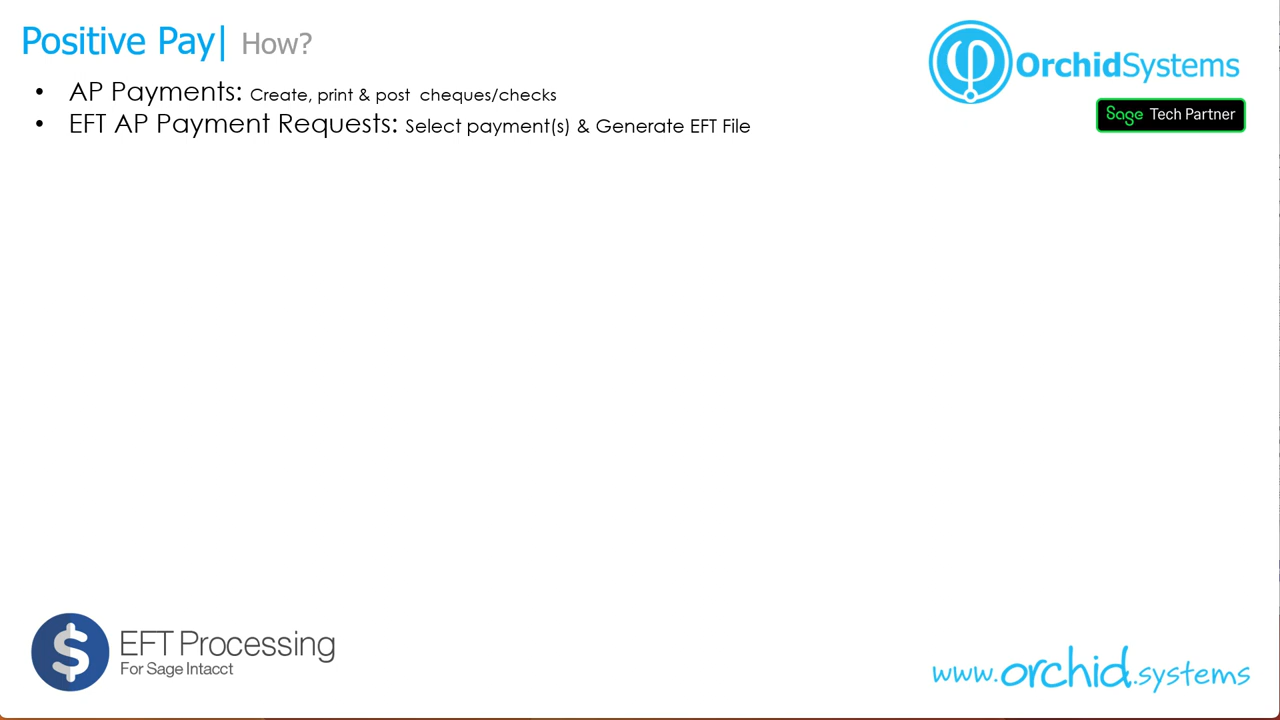 Positive Pay| How?
OrchidSystems
Sage Tech Partner
• AP Payments: Create, print & post cheques/checks
• EFT AP Payment Requests: Select payment(s) & Generate EFT File
EFT Processing
For Sage Intacct
www.orchid.systems